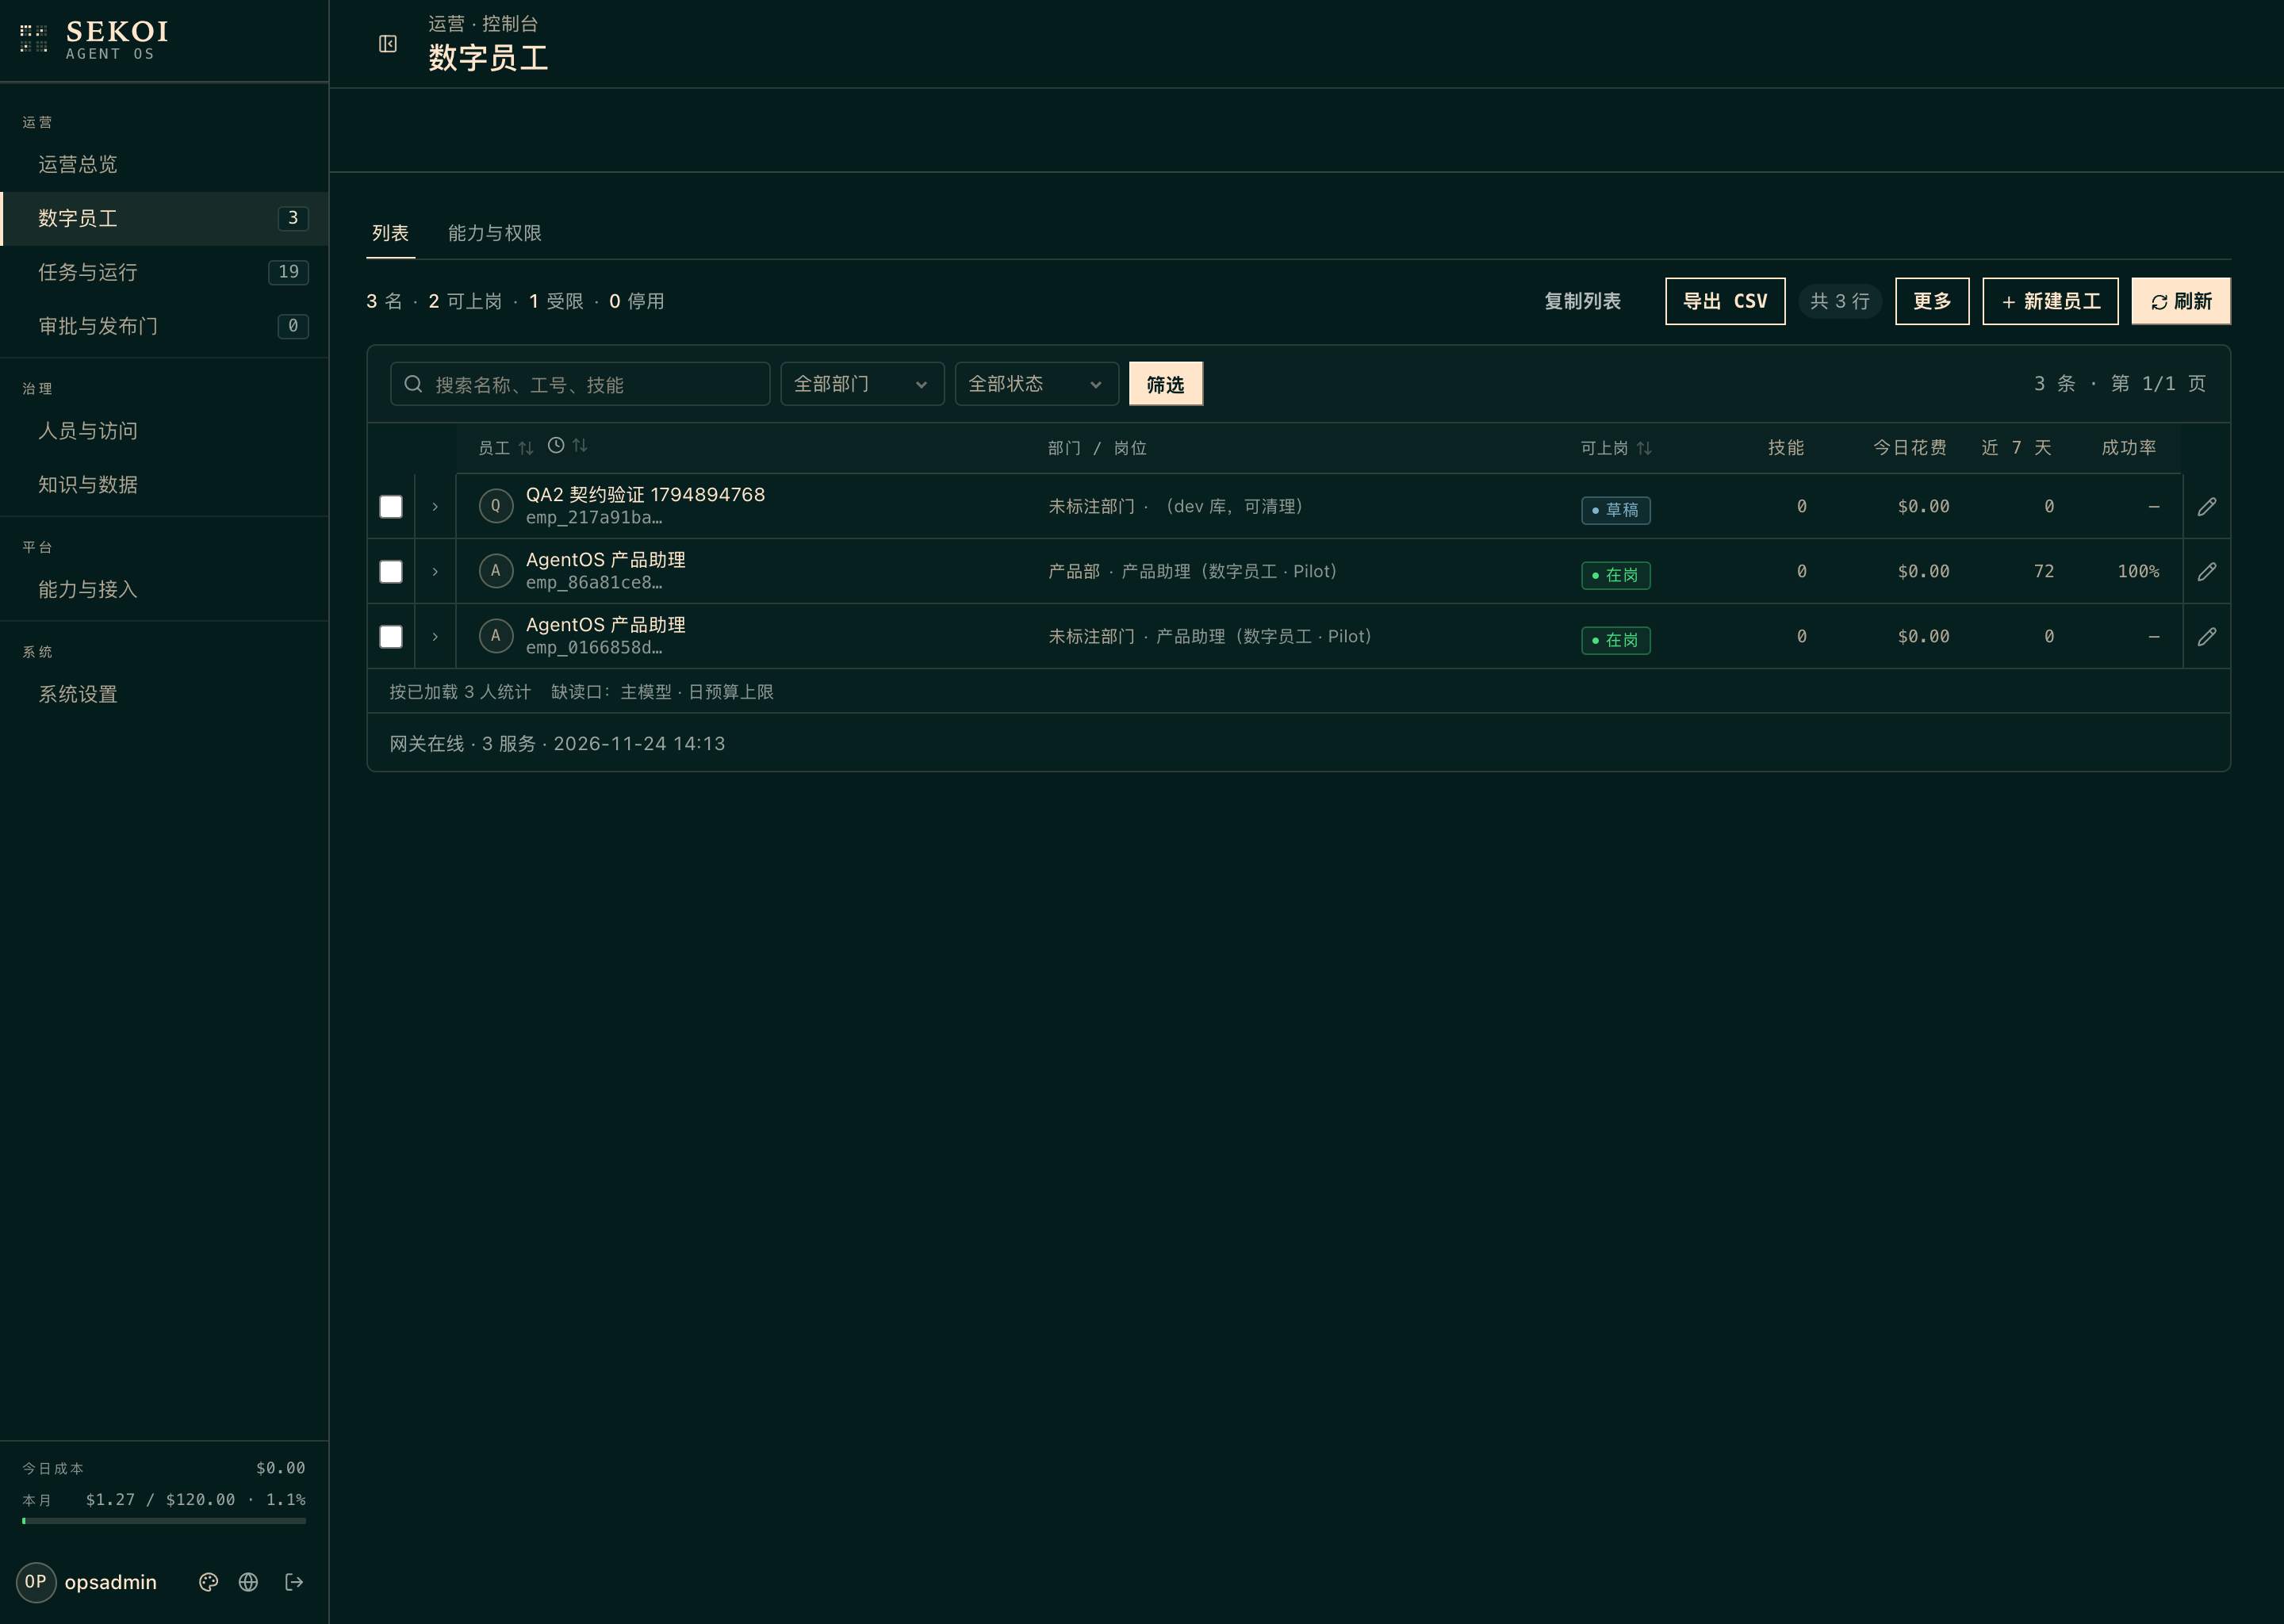 SEKOI
AGENT OS
运营
运营总览
数字员工 3
任务与运行 19
审批与发布门 0
治理
人员与访问
知识与数据
平台
能力与接入
系统
系统设置
今日成本 $0.00
本月 $1.27 / $120.00 · 1.1%
OP opsadmin
运营 · 控制台
数字员工
列表 能力与权限
3 名 · 2 可上岗 · 1 受限 · 0 停用 复制列表 导出 CSV 共 3 行 更多 + 新建员工 刷新
搜索名称、工号、技能 全部部门 全部状态 筛选 3 条 · 第 1/1 页
员工 部门 / 岗位 可上岗 技能 今日花费 近 7 天 成功率
Q QA2 契约验证 1794894768
emp_217a91ba… 未标注部门 · （dev 库，可清理） 草稿 0 $0.00 0 —
A AgentOS 产品助理
emp_86a81ce8… 产品部 · 产品助理（数字员工 · Pilot） 在岗 0 $0.00 72 100%
A AgentOS 产品助理
emp_0166858d… 未标注部门 · 产品助理（数字员工 · Pilot） 在岗 0 $0.00 0 —
按已加载 3 人统计 缺读口：主模型 · 日预算上限
网关在线 · 3 服务 · 2026-11-24 14:13